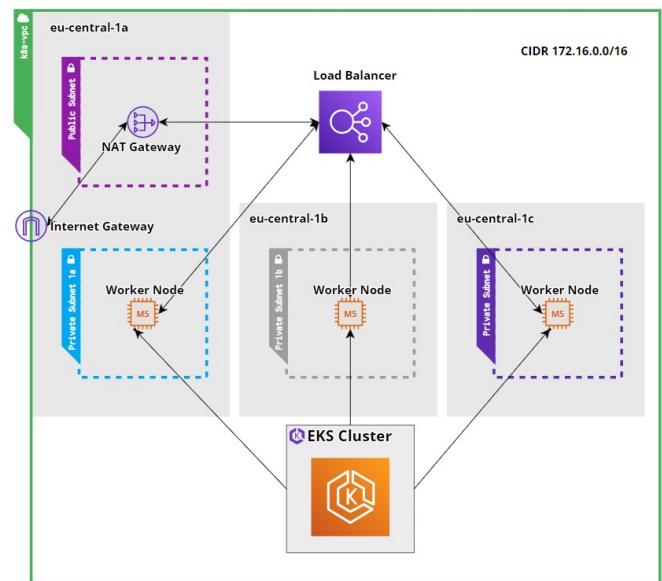 k8s-vpc
eu-central-1a
CIDR 172.16.0.0/16
Public Subnet
Load Balancer
NAT Gateway
Internet Gateway
eu-central-1b
eu-central-1c
Private Subnet 1a
Worker Node
M5
Private Subnet 1b
Worker Node
M5
Private Subnet
Worker Node
M5
EKS Cluster
K